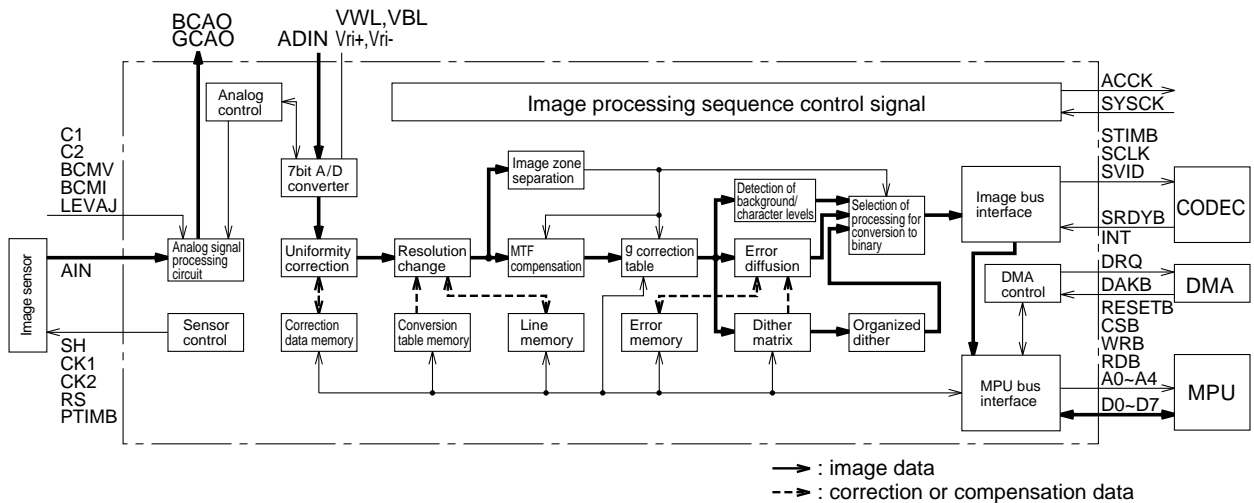 BCAO
GCAO
ADIN
VWL,VBL
Vri+,Vri-
Analog
control
Image processing sequence control signal
ACCK
SYSCK
C1
C2
BCMV
BCMI
LEVAJ
7bit A/D
converter
Image zone
separation
Detection of
background/
character levels
Selection of
processing for
conversion to
binary
Image bus
interface
STIMB
SCLK
SVID
SRDYB
INT
CODEC
Image sensor
AIN
Analog signal
processing
circuit
Uniformity
correction
Resolution
change
MTF
compensation
g correction
table
Error
diffusion
DMA
control
DRQ
DAKB
DMA
SH
CK1
CK2
RS
PTIMB
Sensor
control
Correction
data memory
Conversion
table memory
Line
memory
Error
memory
Dither
matrix
Organized
dither
MPU bus
interface
RESETB
CSB
WRB
RDB
A0~A4
D0~D7
MPU
: image data
: correction or compensation data